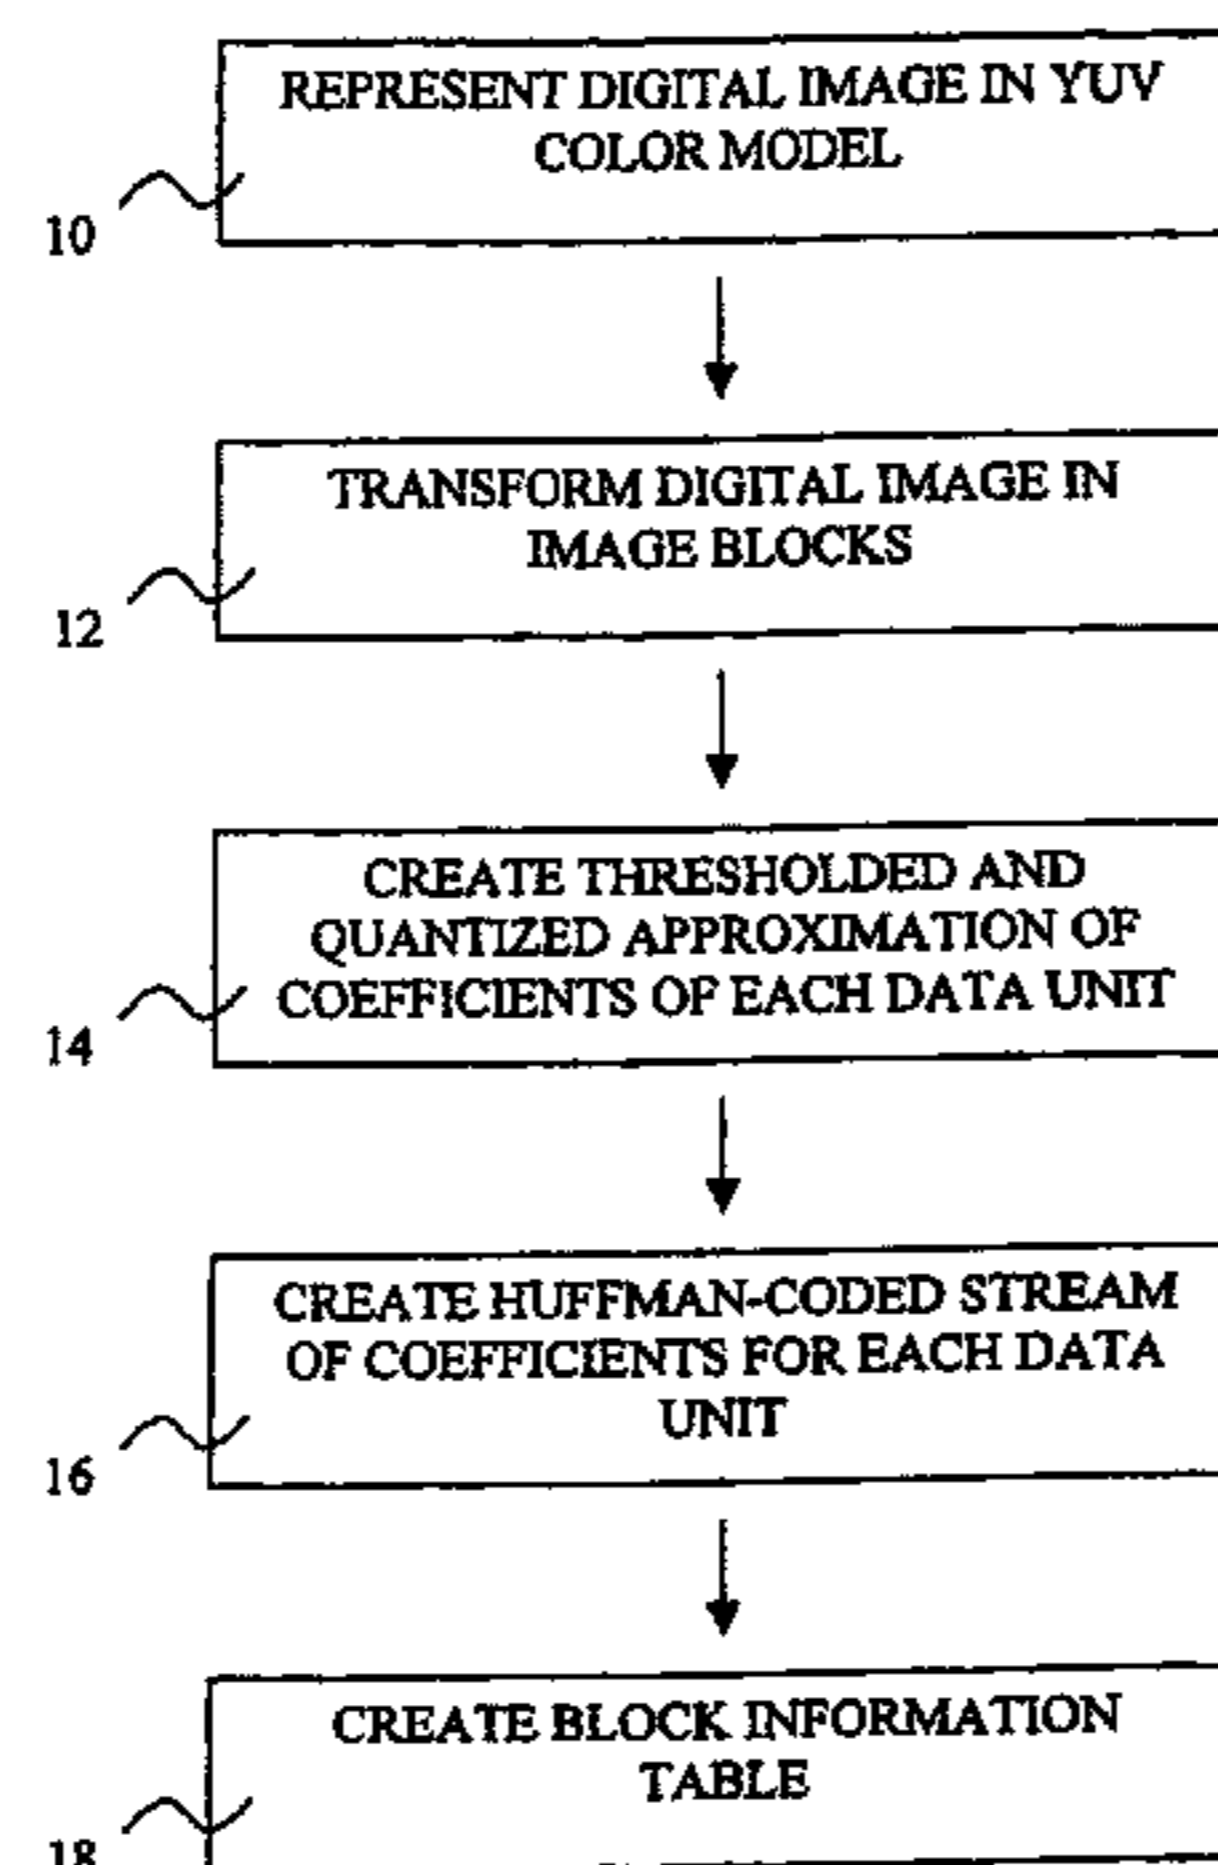 REPRESENT DIGITAL IMAGE IN YUV
COLOR MODEL
10
TRANSFORM DIGITAL IMAGE IN
IMAGE BLOCKS
12
CREATE THRESHOLDED AND
QUANTIZED APPROXIMATION OF
COEFFICIENTS OF EACH DATA UNIT
14
CREATE HUFFMAN-CODED STREAM
OF COEFFICIENTS FOR EACH DATA
UNIT
16
CREATE BLOCK INFORMATION
TABLE
18